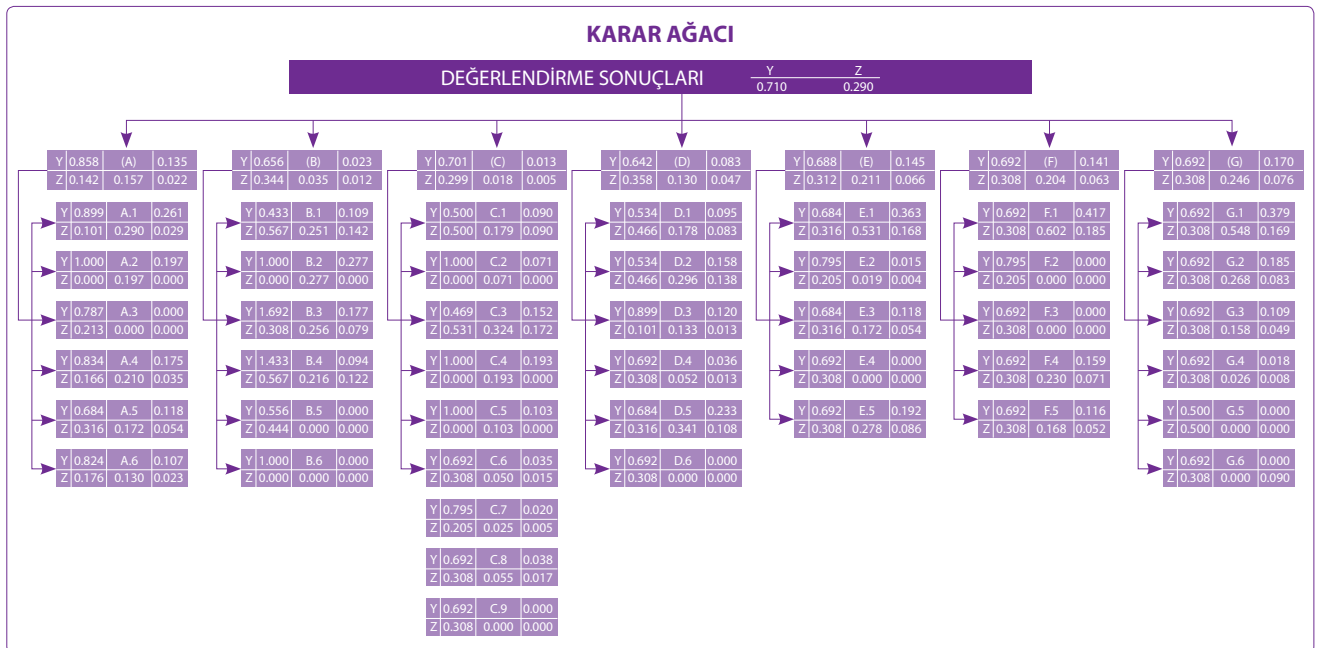 KARAR AĞACI
DEĞERLENDİRME SONUÇLARI Y Z
0.710 0.290
Y 0.858 (A) 0.135
Z 0.142 0.157 0.022
Y 0.899 A.1 0.261
Z 0.101 0.290 0.029
Y 1.000 A.2 0.197
Z 0.000 0.197 0.000
Y 0.787 A.3 0.000
Z 0.213 0.000 0.000
Y 0.834 A.4 0.175
Z 0.166 0.210 0.035
Y 0.684 A.5 0.118
Z 0.316 0.172 0.054
Y 0.824 A.6 0.107
Z 0.176 0.130 0.023
Y 0.656 (B) 0.023
Z 0.344 0.035 0.012
Y 0.433 B.1 0.109
Z 0.567 0.251 0.142
Y 1.000 B.2 0.277
Z 0.000 0.277 0.000
Y 1.692 B.3 0.177
Z 0.308 0.256 0.079
Y 1.433 B.4 0.094
Z 0.567 0.216 0.122
Y 0.556 B.5 0.000
Z 0.444 0.000 0.000
Y 1.000 B.6 0.000
Z 0.000 0.000 0.000
Y 0.701 (C) 0.013
Z 0.299 0.018 0.005
Y 0.500 C.1 0.090
Z 0.500 0.179 0.090
Y 1.000 C.2 0.071
Z 0.000 0.071 0.000
Y 0.469 C.3 0.152
Z 0.531 0.324 0.172
Y 1.000 C.4 0.193
Z 0.000 0.193 0.000
Y 1.000 C.5 0.103
Z 0.000 0.103 0.000
Y 0.692 C.6 0.035
Z 0.308 0.050 0.015
Y 0.795 C.7 0.020
Z 0.205 0.025 0.005
Y 0.692 C.8 0.038
Z 0.308 0.055 0.017
Y 0.692 C.9 0.000
Z 0.308 0.000 0.000
Y 0.642 (D) 0.083
Z 0.358 0.130 0.047
Y 0.534 D.1 0.095
Z 0.466 0.178 0.083
Y 0.534 D.2 0.158
Z 0.466 0.296 0.138
Y 0.899 D.3 0.120
Z 0.101 0.133 0.013
Y 0.692 D.4 0.036
Z 0.308 0.052 0.013
Y 0.684 D.5 0.233
Z 0.316 0.341 0.108
Y 0.692 D.6 0.000
Z 0.308 0.000 0.000
Y 0.688 (E) 0.145
Z 0.312 0.211 0.066
Y 0.684 E.1 0.363
Z 0.316 0.531 0.168
Y 0.795 E.2 0.015
Z 0.205 0.019 0.004
Y 0.684 E.3 0.118
Z 0.316 0.172 0.054
Y 0.692 E.4 0.000
Z 0.308 0.000 0.000
Y 0.692 E.5 0.192
Z 0.308 0.278 0.086
Y 0.692 (F) 0.141
Z 0.308 0.204 0.063
Y 0.692 F.1 0.417
Z 0.308 0.602 0.185
Y 0.795 F.2 0.000
Z 0.205 0.000 0.000
Y 0.692 F.3 0.000
Z 0.308 0.000 0.000
Y 0.692 F.4 0.159
Z 0.308 0.230 0.071
Y 0.692 F.5 0.116
Z 0.308 0.168 0.052
Y 0.692 (G) 0.170
Z 0.308 0.246 0.076
Y 0.692 G.1 0.379
Z 0.308 0.548 0.169
Y 0.692 G.2 0.185
Z 0.308 0.268 0.083
Y 0.692 G.3 0.109
Z 0.308 0.158 0.049
Y 0.692 G.4 0.018
Z 0.308 0.026 0.008
Y 0.500 G.5 0.000
Z 0.500 0.000 0.000
Y 0.692 G.6 0.000
Z 0.308 0.000 0.090